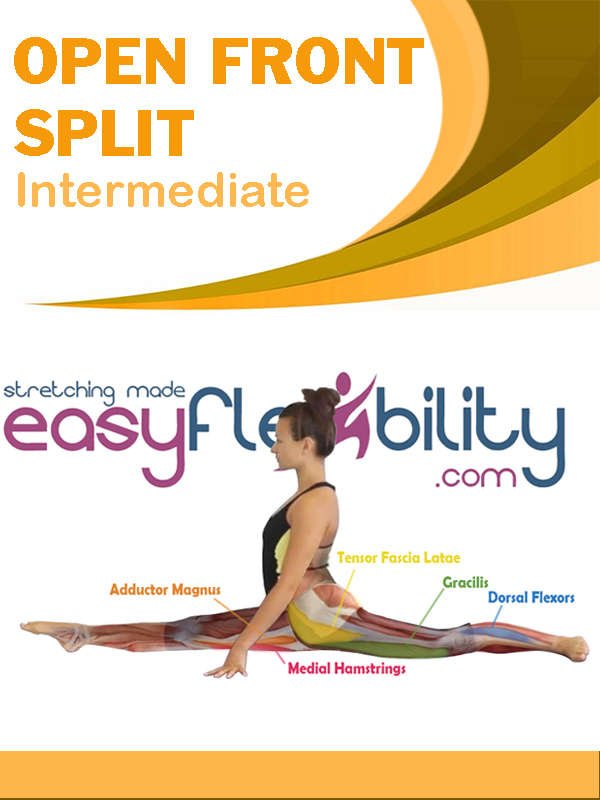 OPEN FRONT
SPLIT
Intermediate
stretching made
easyflexibility
.com
Tensor Fascia Latae
Gracilis
Adductor Magnus
Dorsal Flexors
Medial Hamstrings